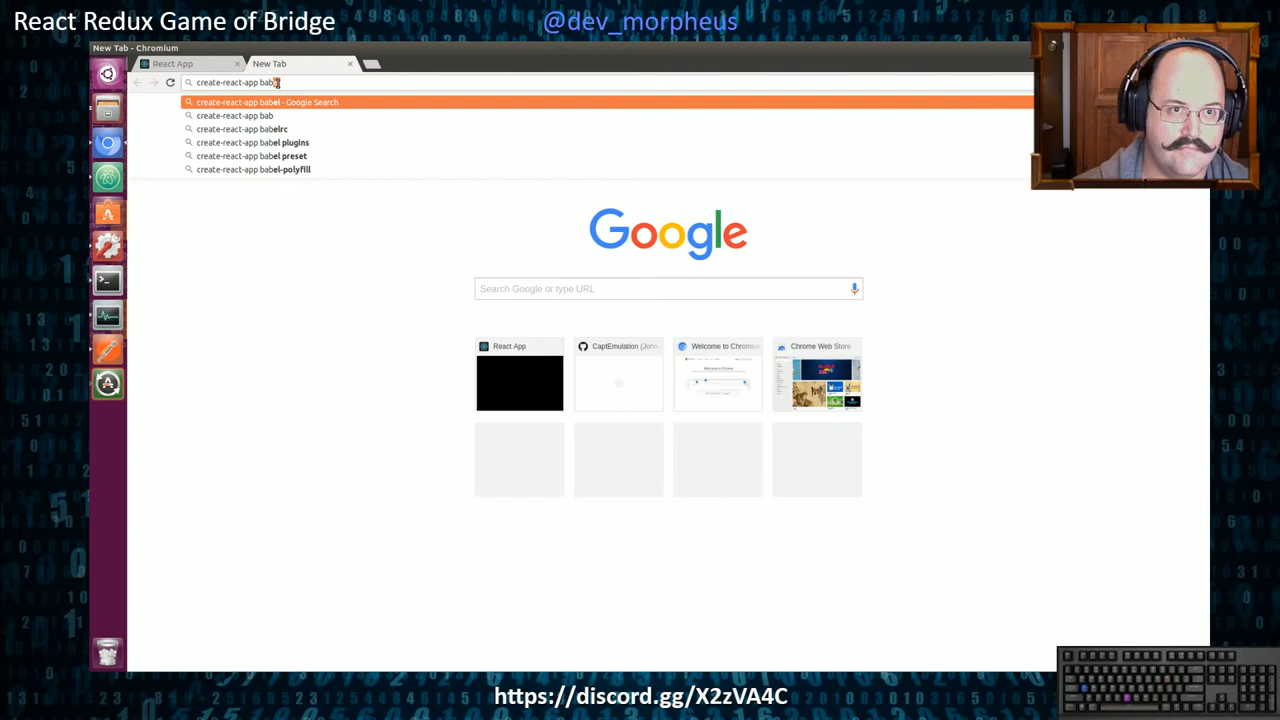 React Redux Game of Bridge
@dev_morpheus
New Tab - Chromium
React App
New Tab
create-react-app bab
create-react-app babel - Google Search
create-react-app bab
create-react-app babelrc
create-react-app babel plugins
create-react-app babel preset
create-react-app babel-polyfill
Google
Search Google or type URL
React App
CaptEmulation (John
Welcome to Chromiu
Chrome Web Store
https://discord.gg/X2zVA4C